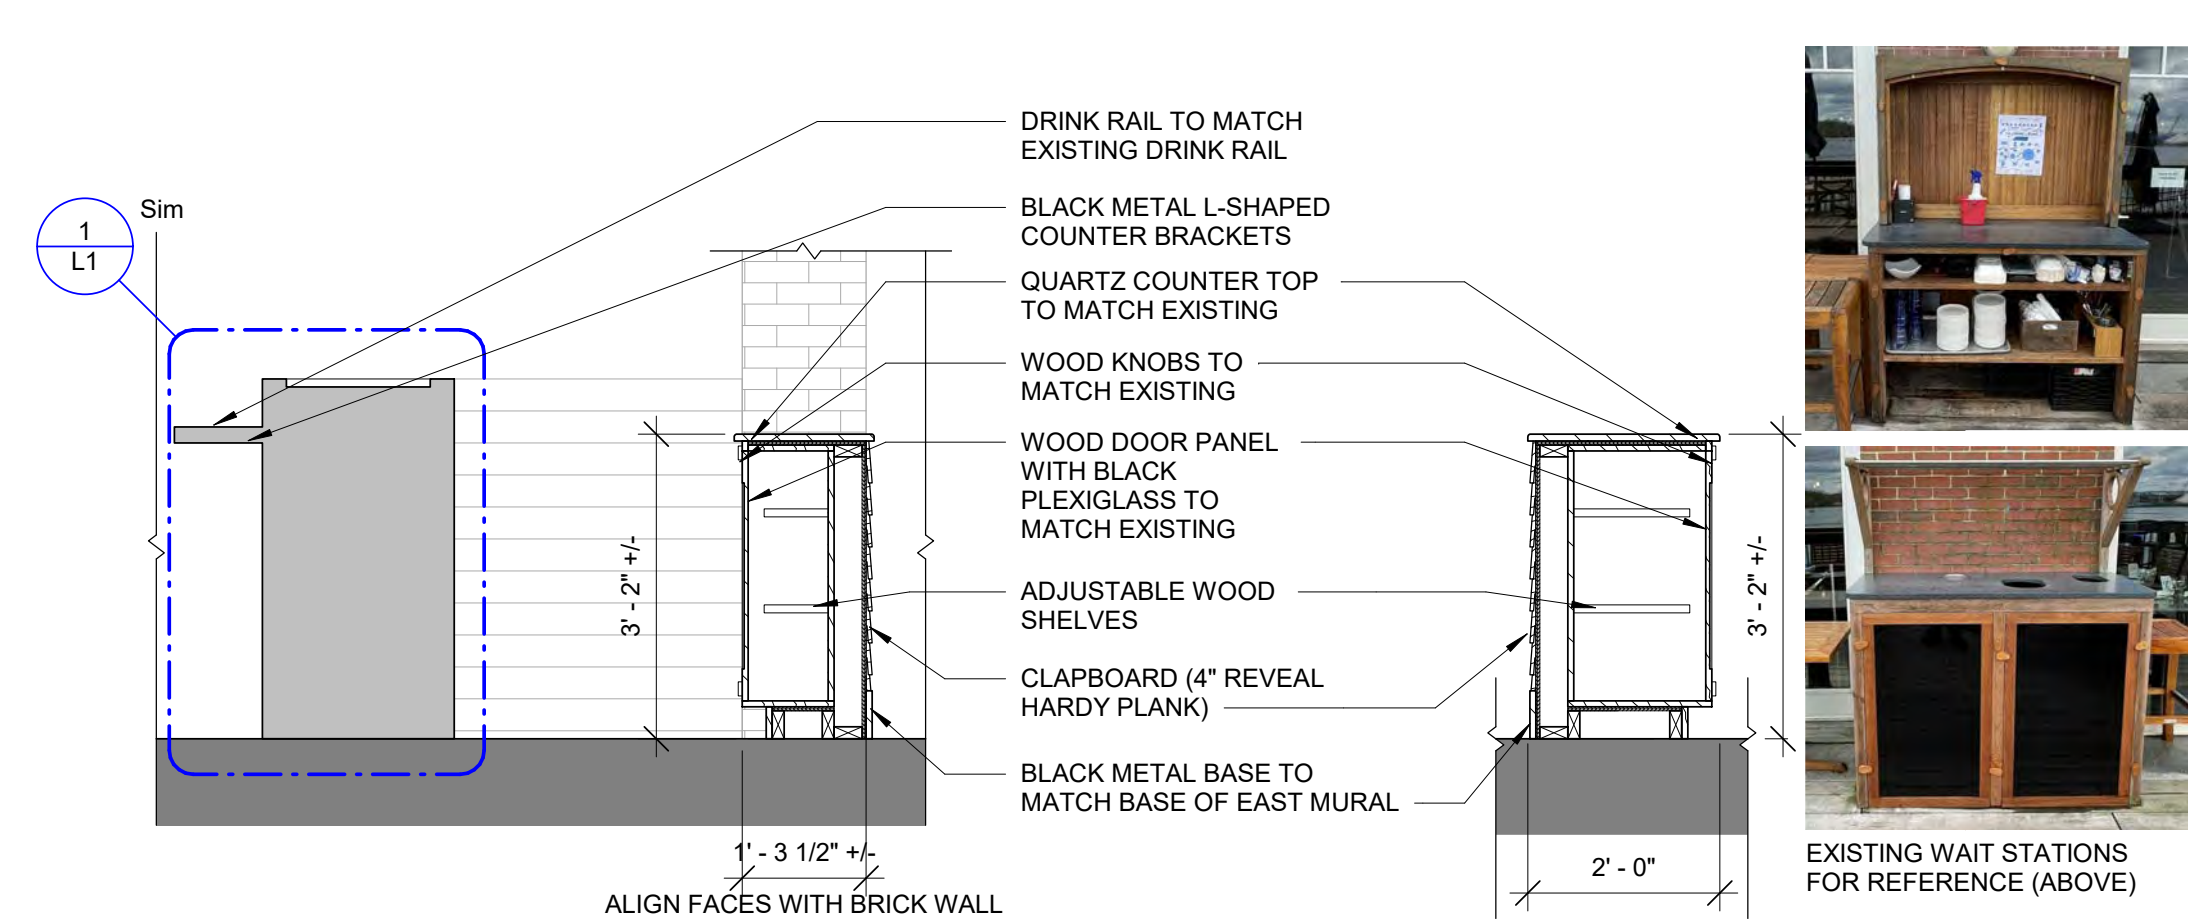 Sim
1
L1
DRINK RAIL TO MATCH
EXISTING DRINK RAIL
BLACK METAL L-SHAPED
COUNTER BRACKETS
QUARTZ COUNTER TOP
TO MATCH EXISTING
WOOD KNOBS TO
MATCH EXISTING
WOOD DOOR PANEL
WITH BLACK
PLEXIGLASS TO
MATCH EXISTING
ADJUSTABLE WOOD
SHELVES
CLAPBOARD (4" REVEAL
HARDY PLANK)
BLACK METAL BASE TO
MATCH BASE OF EAST MURAL
3' - 2" +/-
3' - 2" +/-
1' - 3 1/2" +/-
ALIGN FACES WITH BRICK WALL
2' - 0"
EXISTING WAIT STATIONS
FOR REFERENCE (ABOVE)